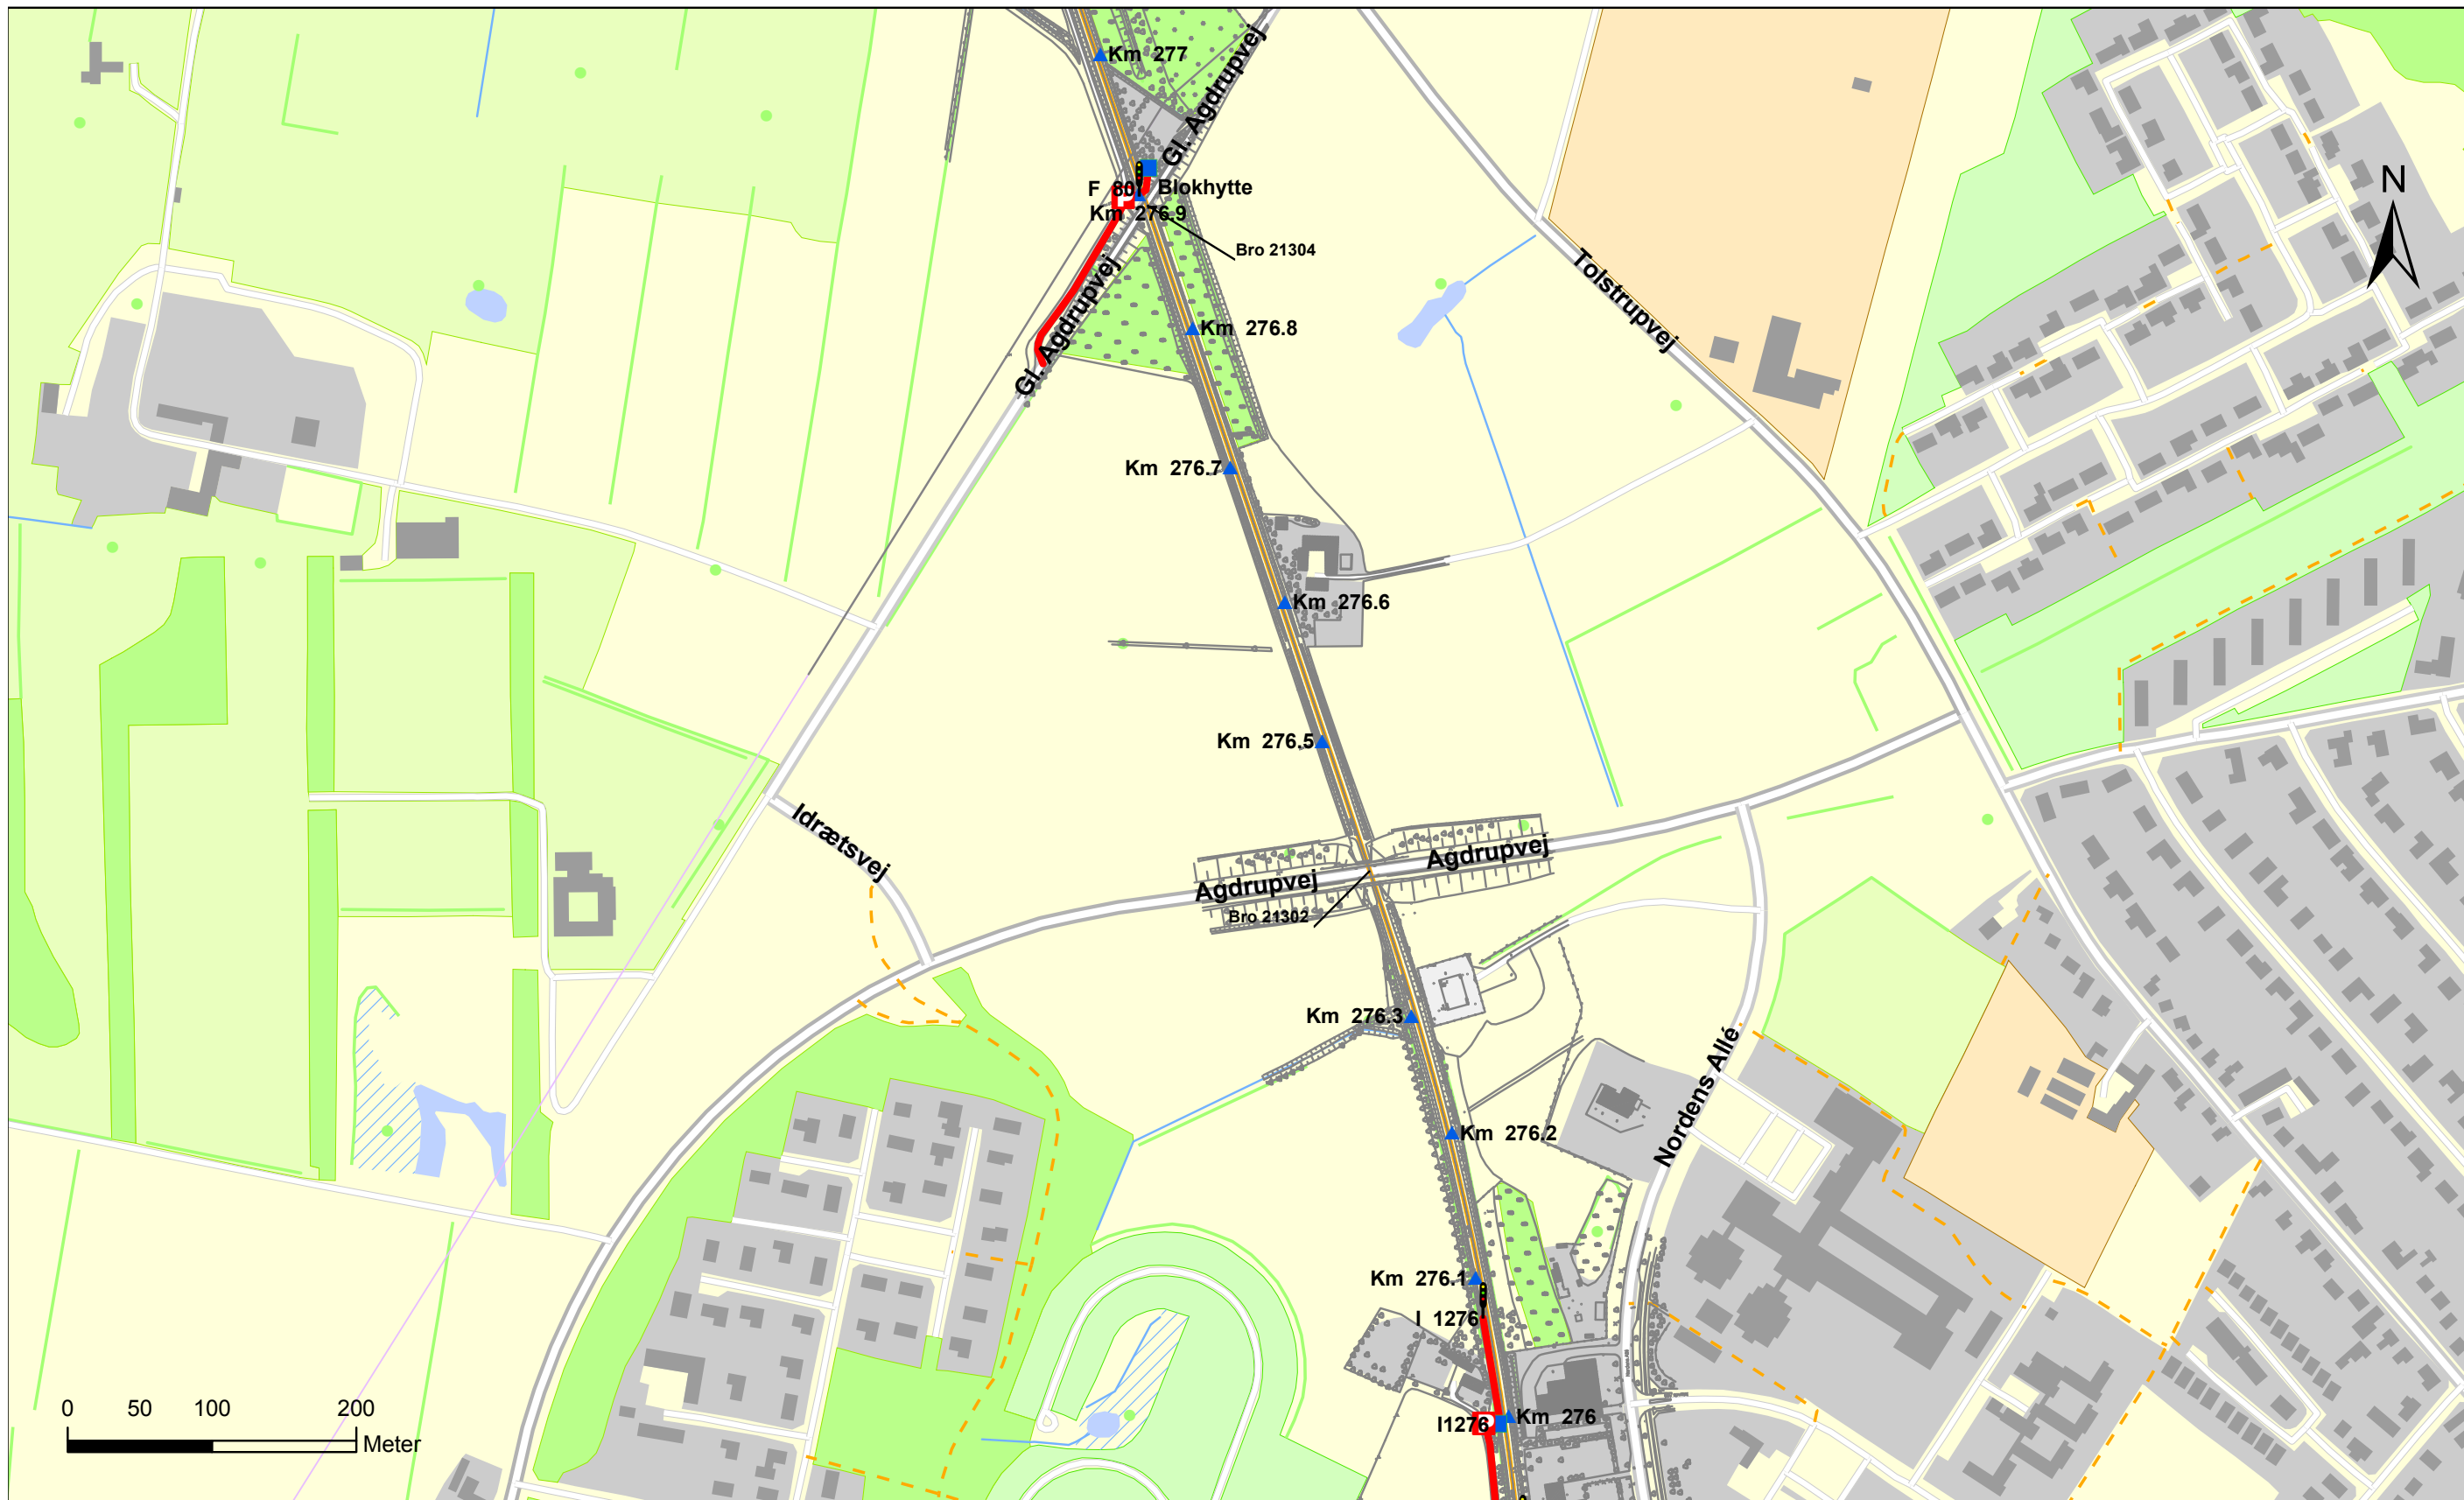 Km 277
Gl. Agdrupvej
N
F 801
Blokhytte
P
Km 276.9
Bro 21304
Gl. Agdrupvej
Tolstrupvej
Km 276.8
Km 276.7
Km 276.6
Km 276.5
Idrætsvej
Agdrupvej
Agdrupvej
Bro 21302
Km 276.3
Nordens Allé
Km 276.2
Km 276.1
I 1276
0 50 100 200
Meter
I1276
P
Km 276